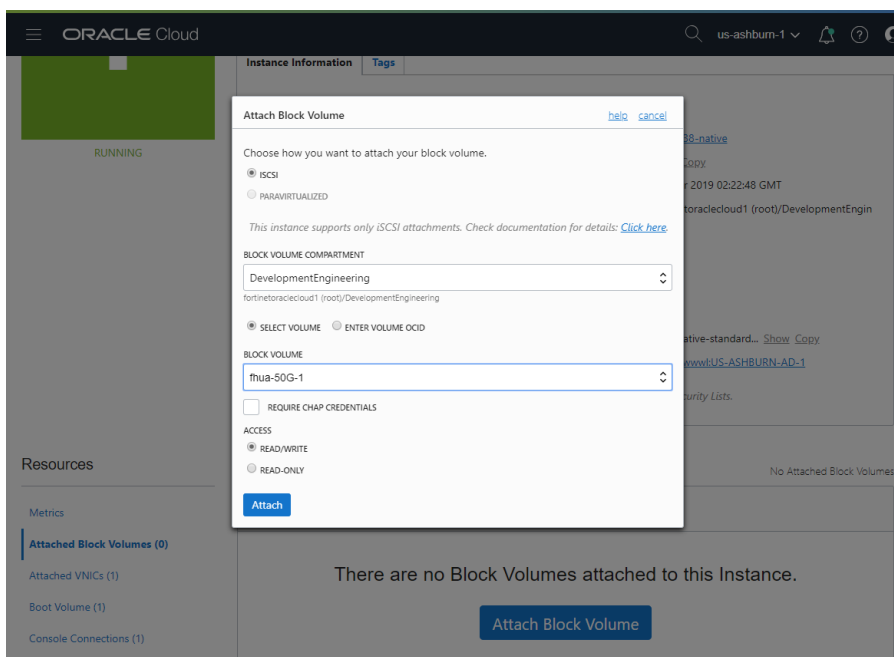 ORACLE Cloud
us-ashburn-1
Instance Information Tags
RUNNING
Attach Block Volume help cancel
Choose how you want to attach your block volume.
ISCSI
PARAVIRTUALIZED
This instance supports only iSCSI attachments. Check documentation for details: Click here.
BLOCK VOLUME COMPARTMENT
DevelopmentEngineering
fortinetoraclecloud1 (root)/DevelopmentEngineering
SELECT VOLUME ENTER VOLUME OCID
BLOCK VOLUME
fhua-50G-1
REQUIRE CHAP CREDENTIALS
ACCESS
READ/WRITE
READ-ONLY
Attach
38-native
Copy
2019 02:22:48 GMT
toraclecloud1 (root)/DevelopmentEngin
ative-standard... Show Copy
wwwl:US-ASHBURN-AD-1
curity Lists.
Resources
No Attached Block Volumes
Metrics
Attached Block Volumes (0)
Attached VNICs (1)
Boot Volume (1)
Console Connections (1)
There are no Block Volumes attached to this Instance.
Attach Block Volume